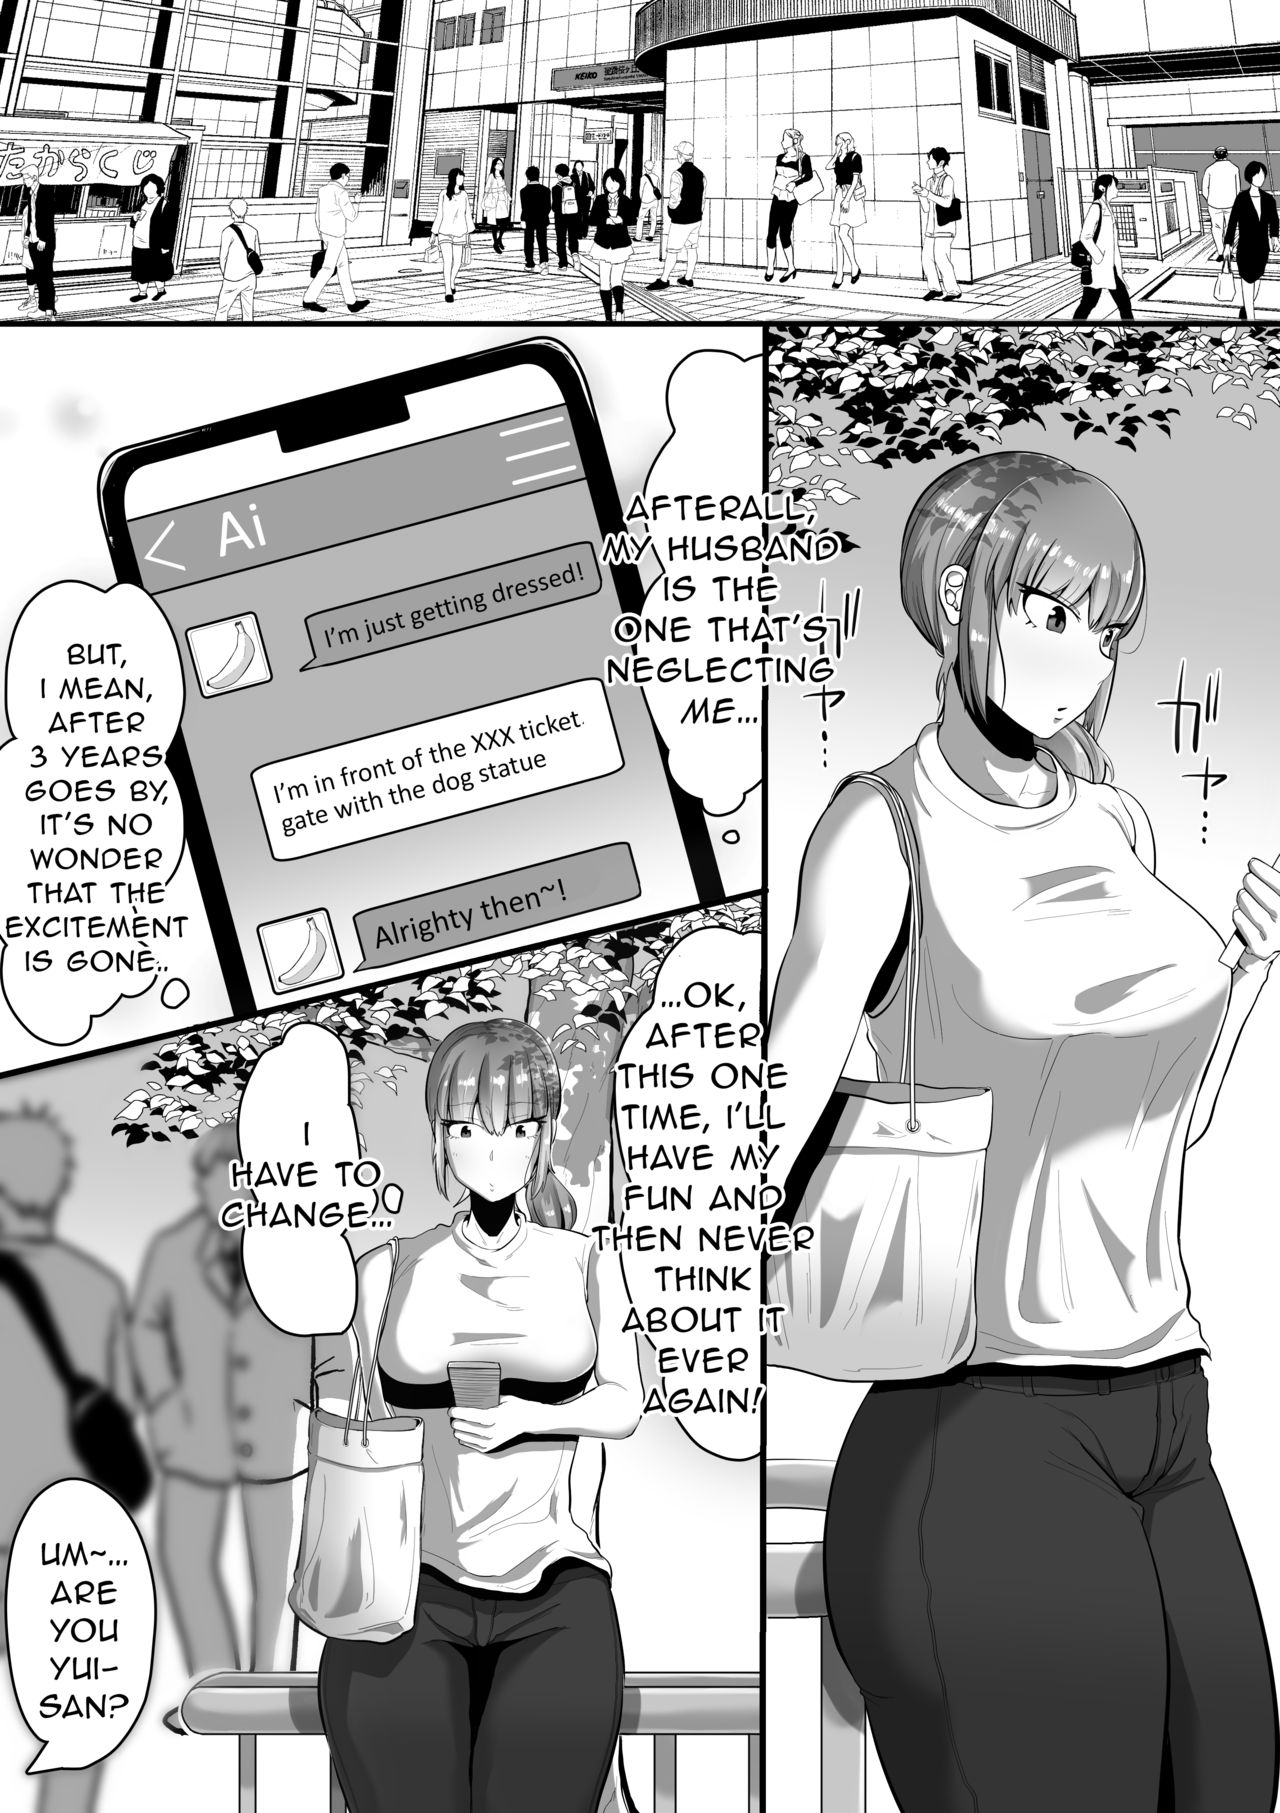 たからくじ
KEIKO
Ai
I'm just getting dressed!
I'm in front of the XXX ticket.
gate with the dog statue
Alrighty then~!
AFTERALL,
MY HUSBAND
IS THE
ONE THAT'S
NEGLECTING
ME...
BUT,
I MEAN,
AFTER
3 YEARS
GOES BY,
IT'S NO
WONDER
THAT THE
EXCITEMENT
IS GONE..
ガヤ…
ガヤ…
...OK,
AFTER
THIS ONE
TIME, I'LL
HAVE MY
FUN AND
THEN NEVER
THINK
ABOUT IT
EVER
AGAIN!
I
HAVE TO
CHANGE...
UM~...
ARE
YOU
YUI-
SAN?